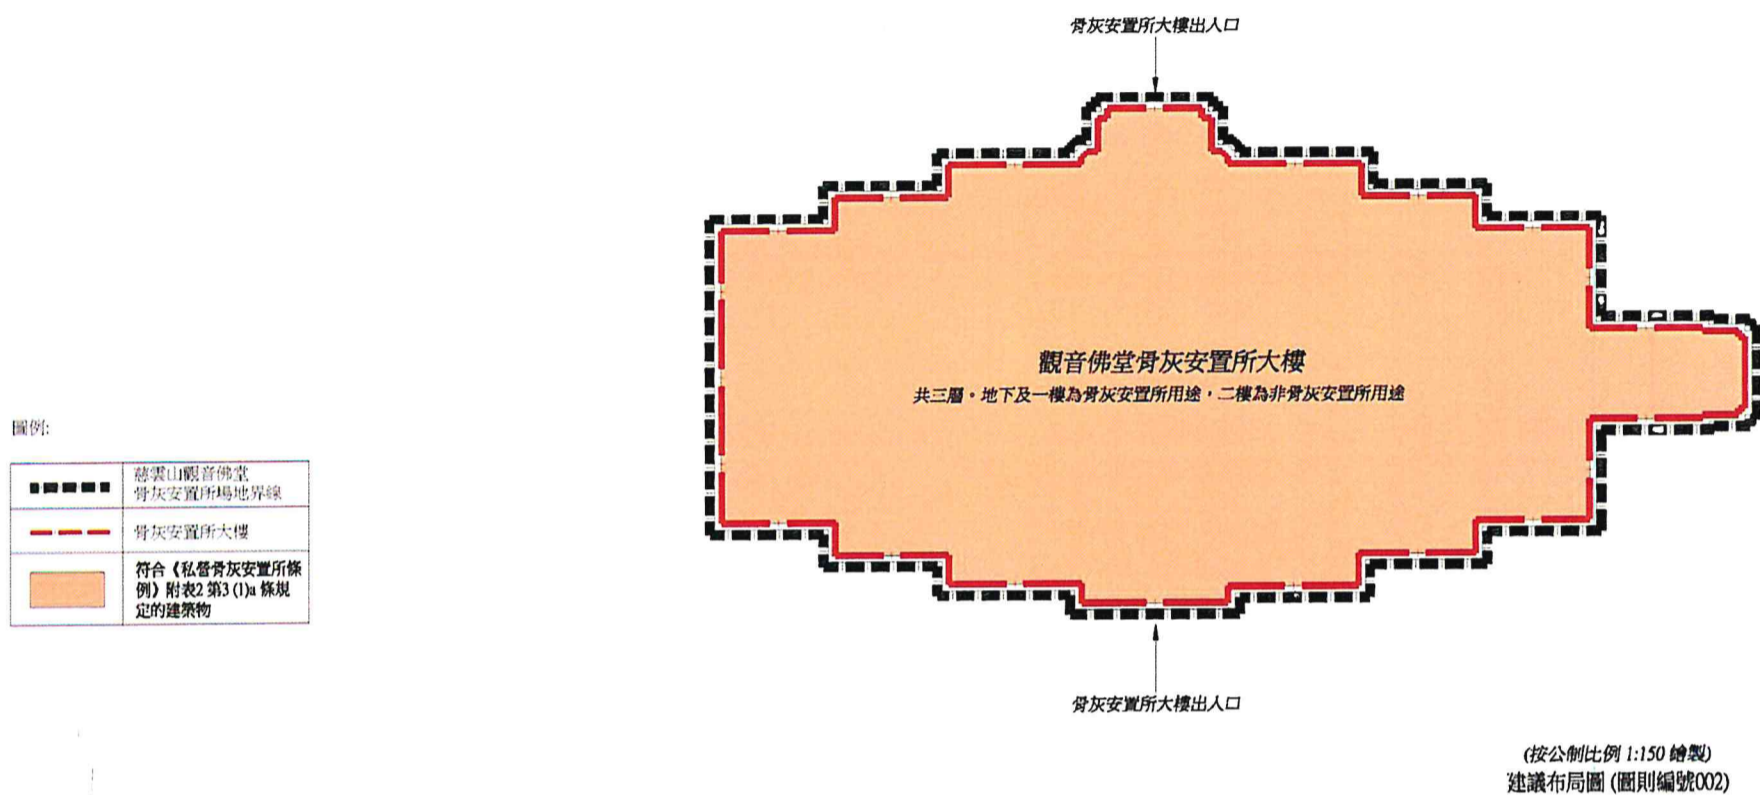 骨灰安置所大樓出入口
觀音佛堂骨灰安置所大樓
共三層。地下及一樓為骨灰安置所用途，二樓為非骨灰安置所用途
圖例:
慈雲山觀音佛堂
骨灰安置所場地界線
骨灰安置所大樓
符合《私營骨灰安置所條
例》附表2 第3 (1)a 條規
定的建築物
骨灰安置所大樓出入口
(按公制比例 1:150 繪製)
建議布局圖 (圖則編號002)